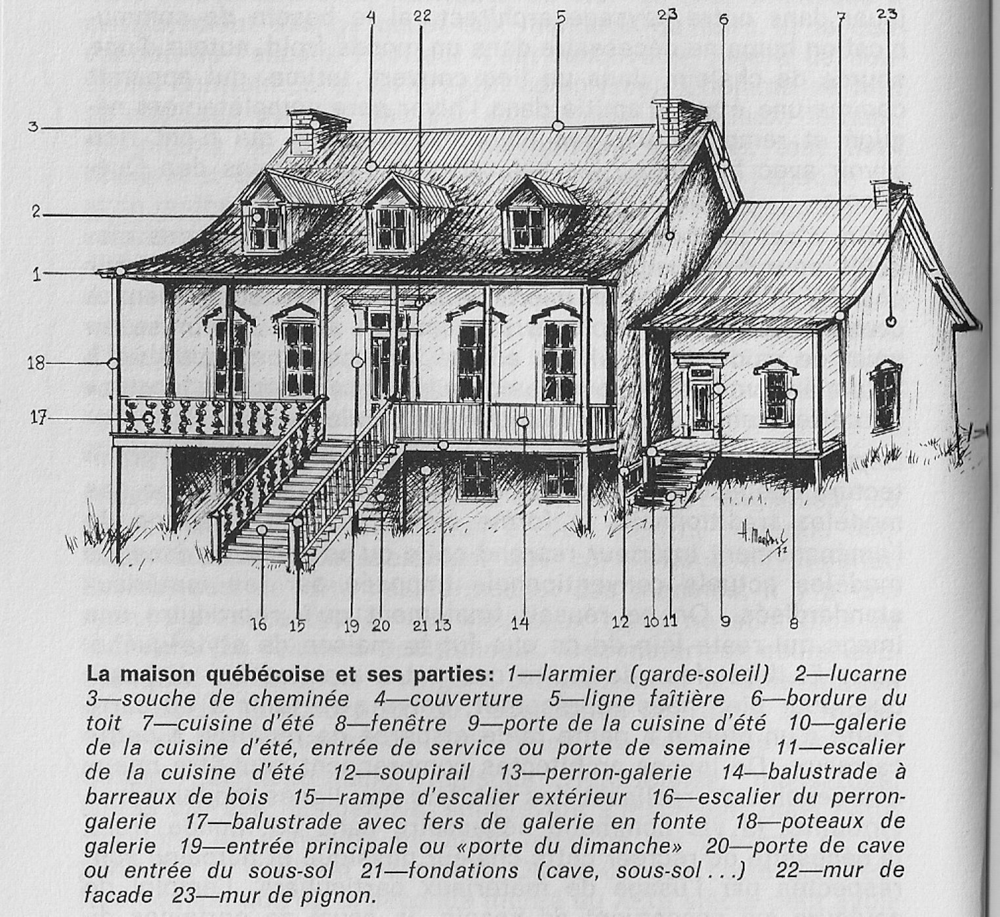 4 22 5 23 6 7 23
3
2
1
18
17
16 15 19 20 21 13 14 12 10 11 9 8
La maison québécoise et ses parties: 1—larmier (garde-soleil) 2—lucarne
3—souche de cheminée 4—couverture 5—ligne faîtière 6—bordure du
toit 7—cuisine d'été 8—fenêtre 9—porte de la cuisine d'été 10—galerie
de la cuisine d'été, entrée de service ou porte de semaine 11—escalier
de la cuisine d'été 12—soupirail 13—perron-galerie 14—balustrade à
barreaux de bois 15—rampe d'escalier extérieur 16—escalier du perron-
galerie 17—balustrade avec fers de galerie en fonte 18—poteaux de
galerie 19—entrée principale ou «porte du dimanche» 20—porte de cave
ou entrée du sous-sol 21—fondations (cave, sous-sol...) 22—mur de
facade 23—mur de pignon.